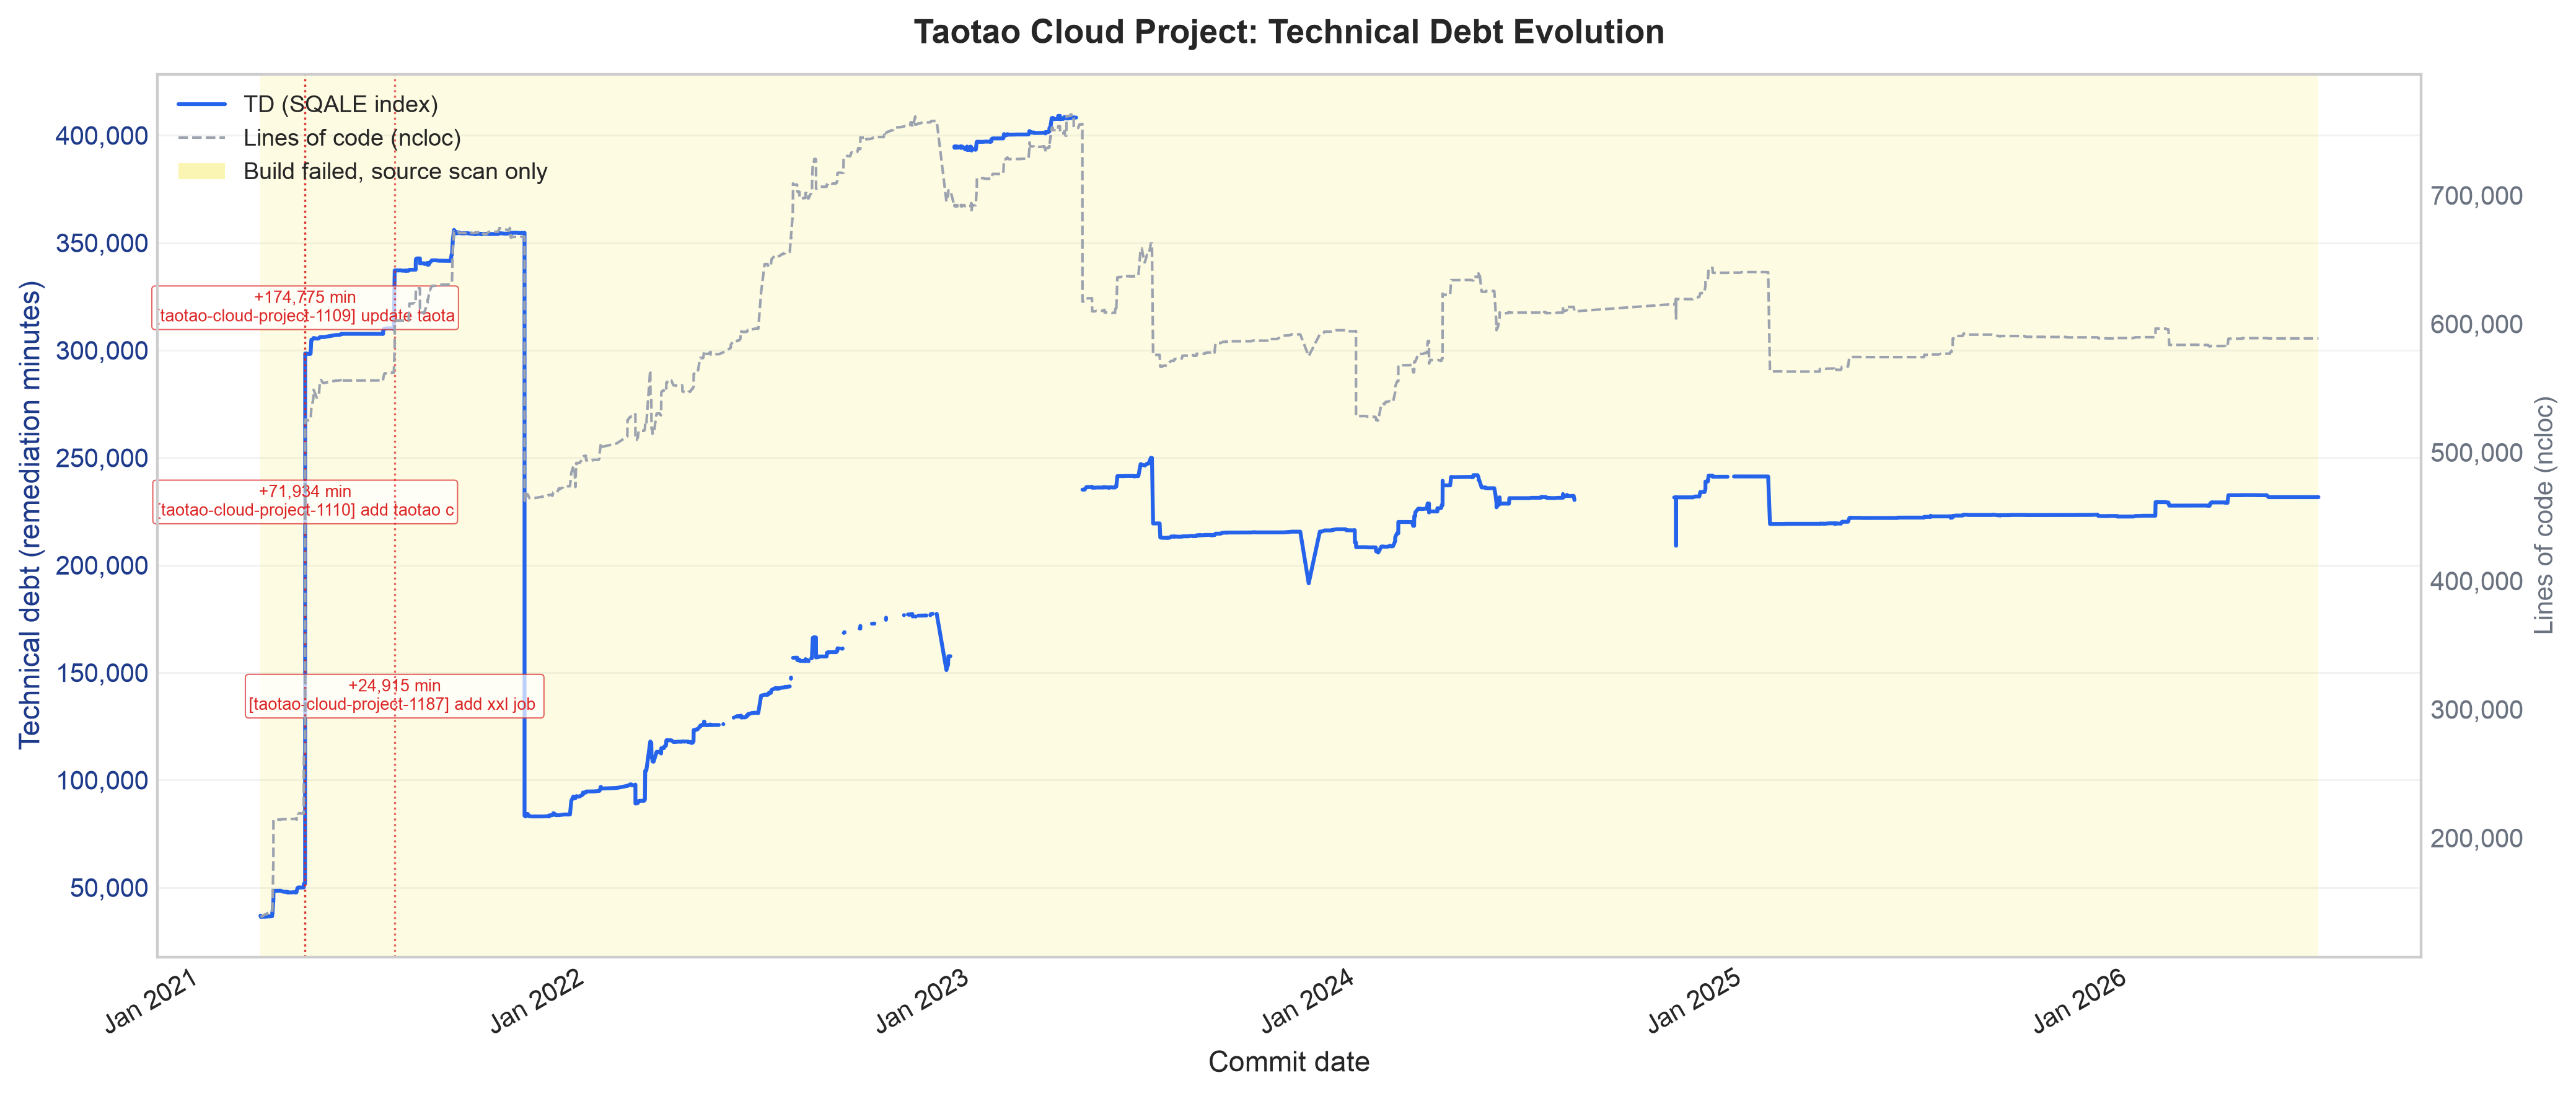 Taotao Cloud Project: Technical Debt Evolution
TD (SQALE index)
Lines of code (ncloc)
Build failed, source scan only
Technical debt (remediation minutes)
400,000
350,000
300,000
250,000
200,000
150,000
100,000
50,000
+174,775 min
[taotao-cloud-project-1109] update taota
+71,934 min
[taotao-cloud-project-1110] add taotao c
+24,915 min
[taotao-cloud-project-1187] add xxl job
700,000
600,000
500,000
400,000
300,000
200,000
Lines of code (ncloc)
Jan 2021
Jan 2022
Jan 2023
Jan 2024
Jan 2025
Jan 2026
Commit date